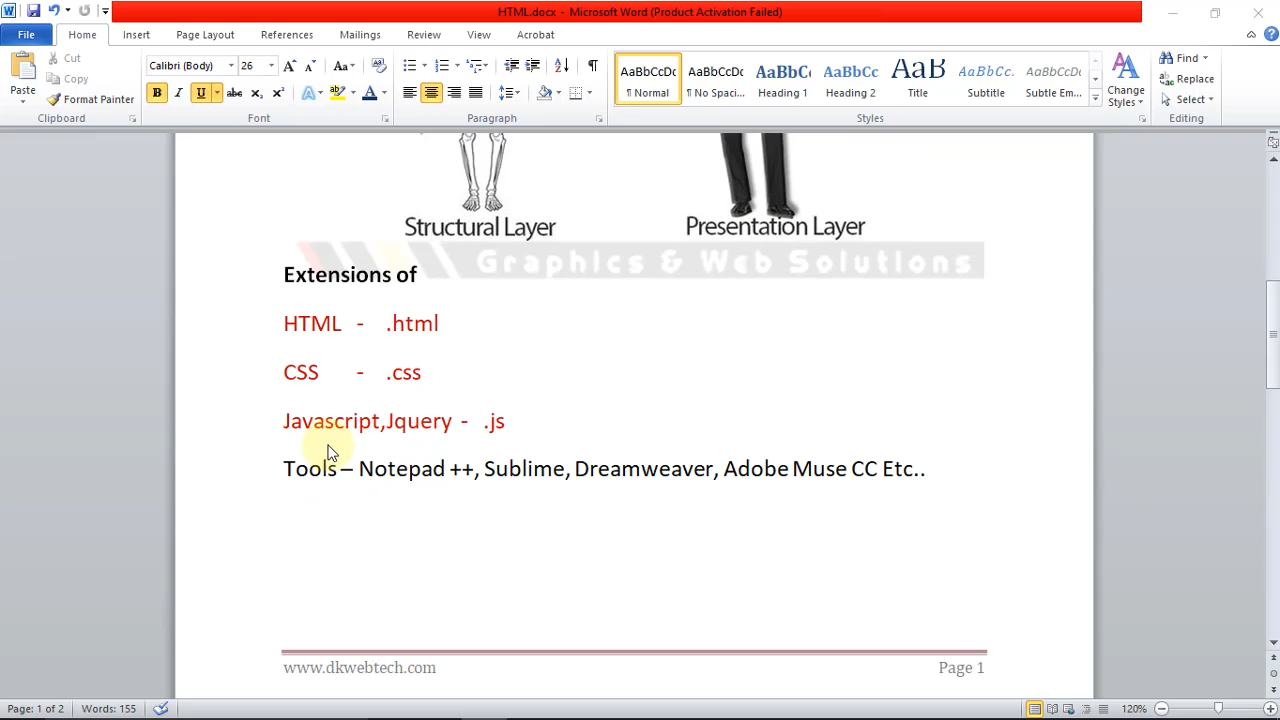 HTML.docx - Microsoft Word (Product Activation Failed)
File Home Insert Page Layout References Mailings Review View Acrobat
Paste Cut Copy Format Painter
Calibri (Body) 26
AaBbCcDc AaBbCcDc AaBbC AaBbCc AaB AaBbCc. AaBbCcDc
¶ Normal ¶ No Spaci... Heading 1 Heading 2 Title Subtitle Subtle Em...
Change Styles
Find Replace Select
Clipboard Font Paragraph Styles Editing
Structural Layer Presentation Layer
Graphics & Web Solutions
Extensions of
HTML - .html
CSS - .css
Javascript,Jquery - .js
Tools – Notepad ++, Sublime, Dreamweaver, Adobe Muse CC Etc..
www.dkwebtech.com Page 1
Page: 1 of 2 Words: 155 120%